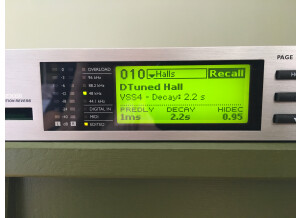 PAGE
OVERLOAD
96 kHz
88.2 kHz
48 kHz
44.1 kHz
DIGITAL IN
MIDI
EDITED
010 Halls Recall
DTuned Hall
VSS4 - Decay: 2.2 s
PREDLY DECAY HIDEC
1ms 2.2s 0.95